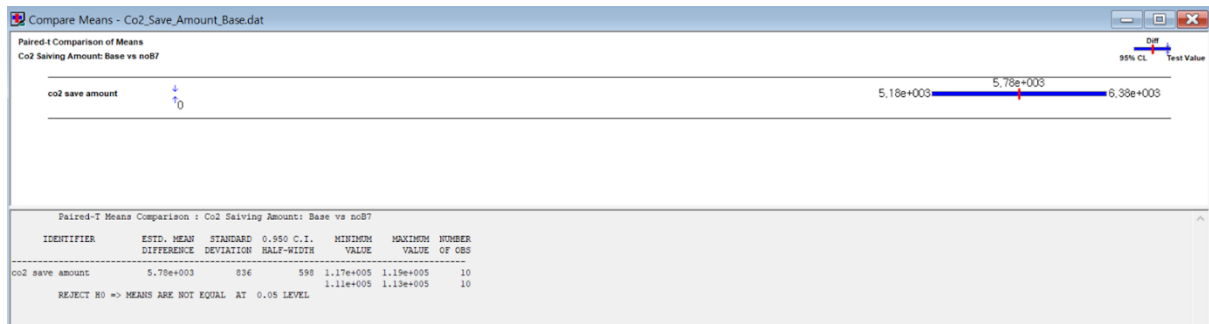 Compare Means - Co2_Save_Amount_Base.dat
Paired-t Comparison of Means
Co2 Saiving Amount: Base vs noB7
Diff
95% CL Test Value
co2 save amount
0
5,18e+003
5,78e+003
6,38e+003
Paired-T Means Comparison : Co2 Saiving Amount: Base vs noB7
IDENTIFIER ESTD. MEAN STANDARD 0.950 C.I. MINIMUM MAXIMUM NUMBER
DIFFERENCE DEVIATION HALF-WIDTH VALUE VALUE OF OBS
co2 save amount 5.78e+003 836 598 1.17e+005 1.19e+005 10
1.11e+005 1.13e+005 10
REJECT H0 => MEANS ARE NOT EQUAL AT 0.05 LEVEL